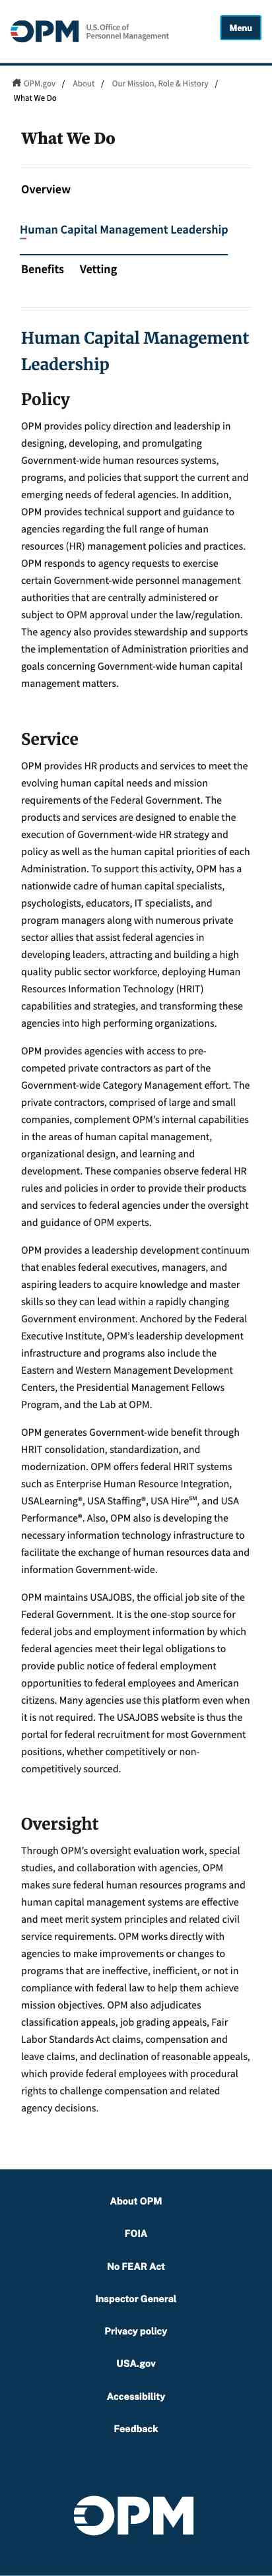 OPM U.S. Office of
Personnel Management
Menu
OPM.gov / About / Our Mission, Role & History /
What We Do
What We Do
Overview
Human Capital Management Leadership
Benefits Vetting
Human Capital Management
Leadership
Policy
OPM provides policy direction and leadership in
designing, developing, and promulgating
Government-wide human resources systems,
programs, and policies that support the current and
emerging needs of federal agencies. In addition,
OPM provides technical support and guidance to
agencies regarding the full range of human
resources (HR) management policies and practices.
OPM responds to agency requests to exercise
certain Government-wide personnel management
authorities that are centrally administered or
subject to OPM approval under the law/regulation.
The agency also provides stewardship and supports
the implementation of Administration priorities and
goals concerning Government-wide human capital
management matters.
Service
OPM provides HR products and services to meet the
evolving human capital needs and mission
requirements of the Federal Government. The
products and services are designed to enable the
execution of Government-wide HR strategy and
policy as well as the human capital priorities of each
Administration. To support this activity, OPM has a
nationwide cadre of human capital specialists,
psychologists, educators, IT specialists, and
program managers along with numerous private
sector allies that assist federal agencies in
developing leaders, attracting and building a high
quality public sector workforce, deploying Human
Resources Information Technology (HRIT)
capabilities and strategies, and transforming these
agencies into high performing organizations.
OPM provides agencies with access to pre-
competed private contractors as part of the
Government-wide Category Management effort. The
private contractors, comprised of large and small
companies, complement OPM's internal capabilities
in the areas of human capital management,
organizational design, and learning and
development. These companies observe federal HR
rules and policies in order to provide their products
and services to federal agencies under the oversight
and guidance of OPM experts.
OPM provides a leadership development continuum
that enables federal executives, managers, and
aspiring leaders to acquire knowledge and master
skills so they can lead within a rapidly changing
Government environment. Anchored by the Federal
Executive Institute, OPM's leadership development
infrastructure and programs also include the
Eastern and Western Management Development
Centers, the Presidential Management Fellows
Program, and the Lab at OPM.
OPM generates Government-wide benefit through
HRIT consolidation, standardization, and
modernization. OPM offers federal HRIT systems
such as Enterprise Human Resource Integration,
USALearning®, USA Staffing®, USA Hire℠, and USA
Performance®. Also, OPM also is developing the
necessary information technology infrastructure to
facilitate the exchange of human resources data and
information Government-wide.
OPM maintains USAJOBS, the official job site of the
Federal Government. It is the one-stop source for
federal jobs and employment information by which
federal agencies meet their legal obligations to
provide public notice of federal employment
opportunities to federal employees and American
citizens. Many agencies use this platform even when
it is not required. The USAJOBS website is thus the
portal for federal recruitment for most Government
positions, whether competitively or non-
competitively sourced.
Oversight
Through OPM's oversight evaluation work, special
studies, and collaboration with agencies, OPM
makes sure federal human resources programs and
human capital management systems are effective
and meet merit system principles and related civil
service requirements. OPM works directly with
agencies to make improvements or changes to
programs that are ineffective, inefficient, or not in
compliance with federal law to help them achieve
mission objectives. OPM also adjudicates
classification appeals, job grading appeals, Fair
Labor Standards Act claims, compensation and
leave claims, and declination of reasonable appeals,
which provide federal employees with procedural
rights to challenge compensation and related
agency decisions.
About OPM
FOIA
No FEAR Act
Inspector General
Privacy policy
USA.gov
Accessibility
Feedback
OPM